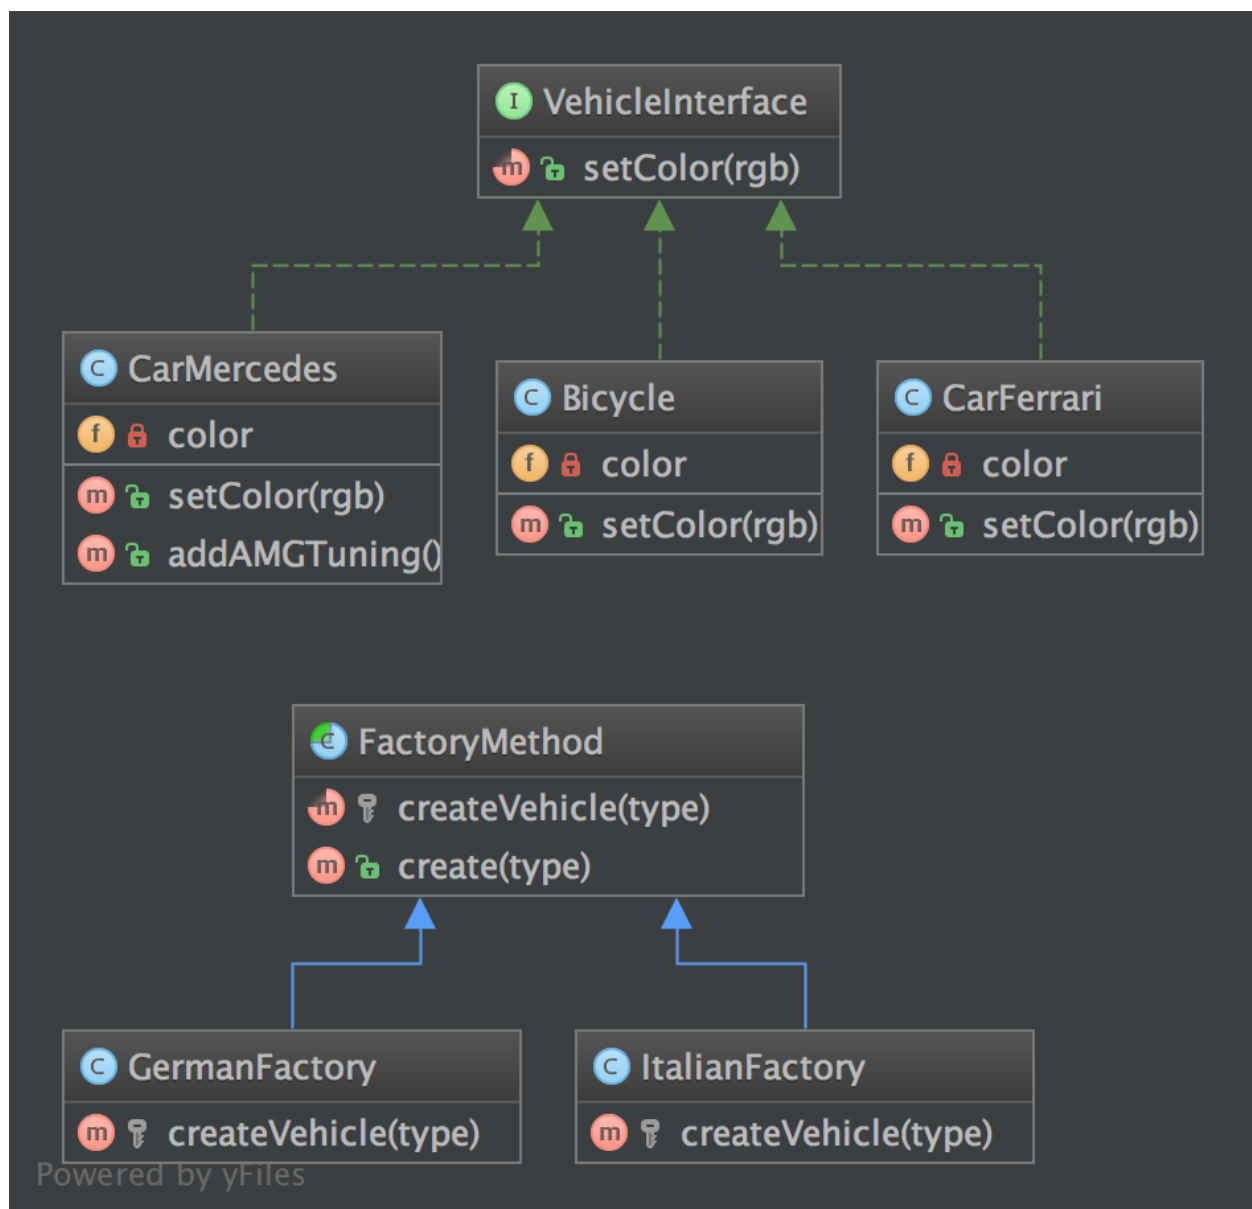 VehicleInterface
setColor(rgb)
CarMercedes
color
setColor(rgb)
addAMGTuning()
Bicycle
color
setColor(rgb)
CarFerrari
color
setColor(rgb)
FactoryMethod
createVehicle(type)
create(type)
GermanFactory
createVehicle(type)
ItalianFactory
createVehicle(type)
Powered by yFiles